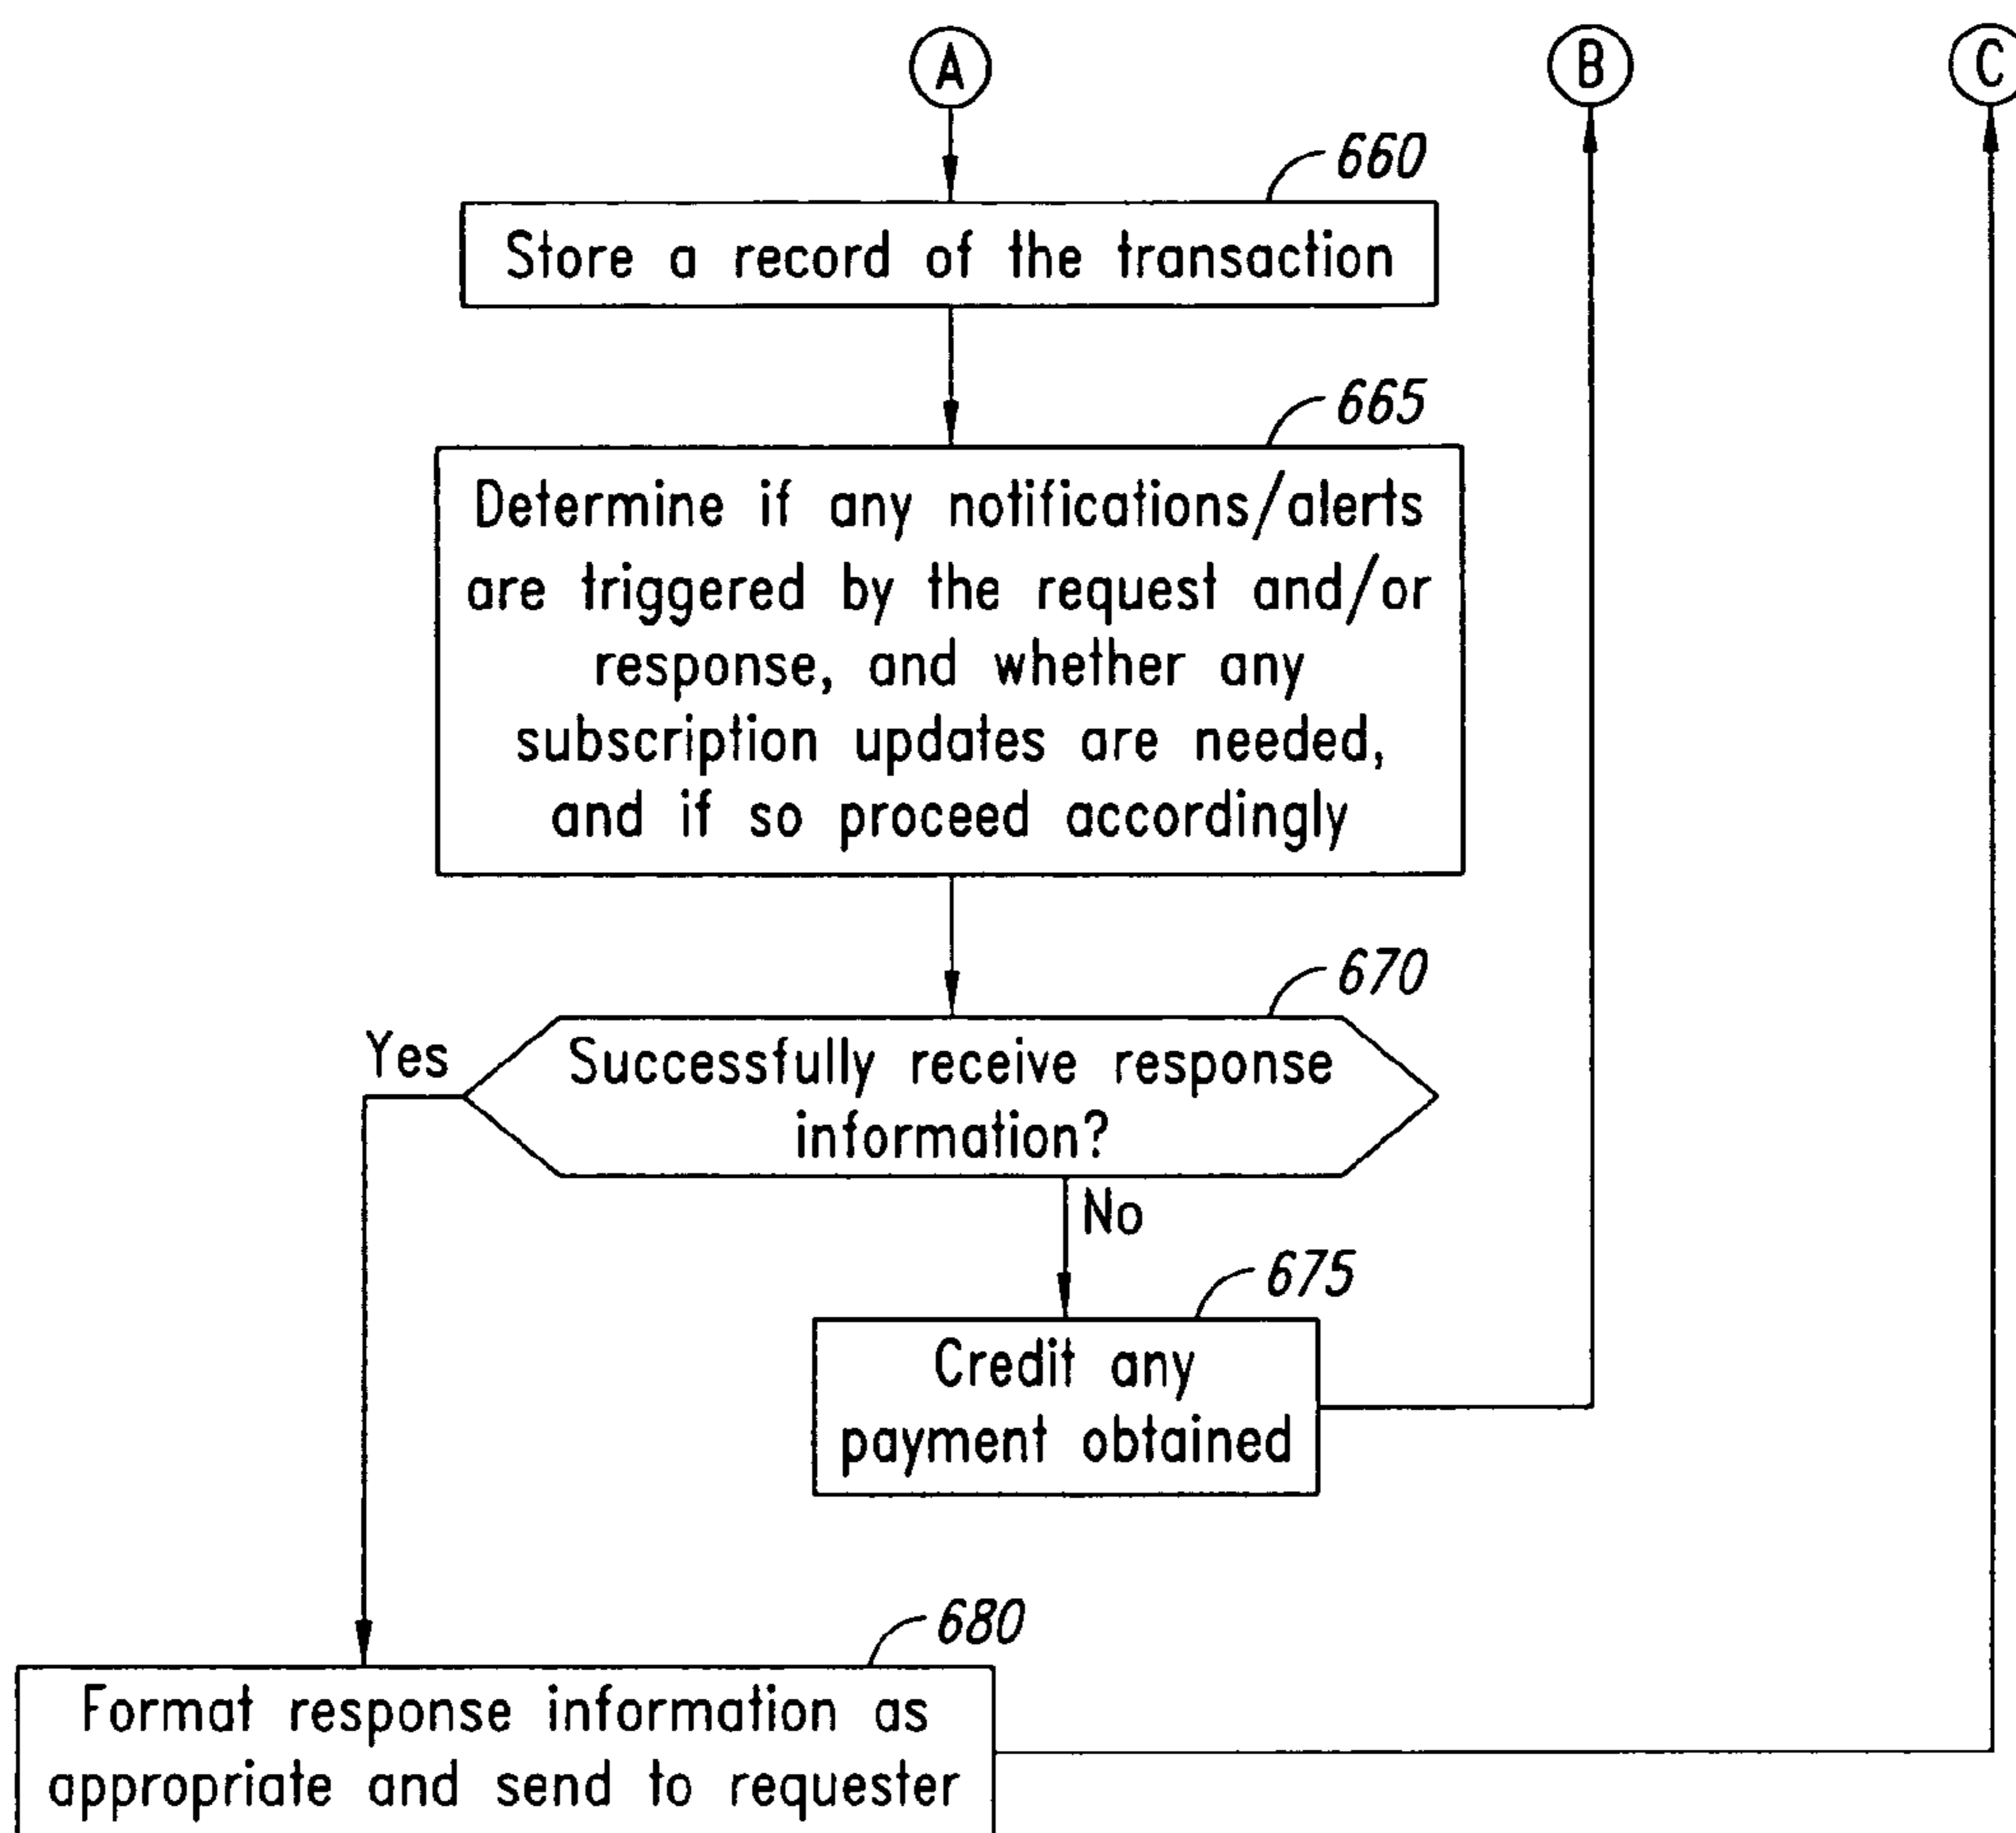 A
B
C
660
Store a record of the transaction
665
Determine if any notifications/alerts
are triggered by the request and/or
response, and whether any
subscription updates are needed,
and if so proceed accordingly
670
Yes
Successfully receive response
information?
No
675
Credit any
payment obtained
680
Format response information as
appropriate and send to requester